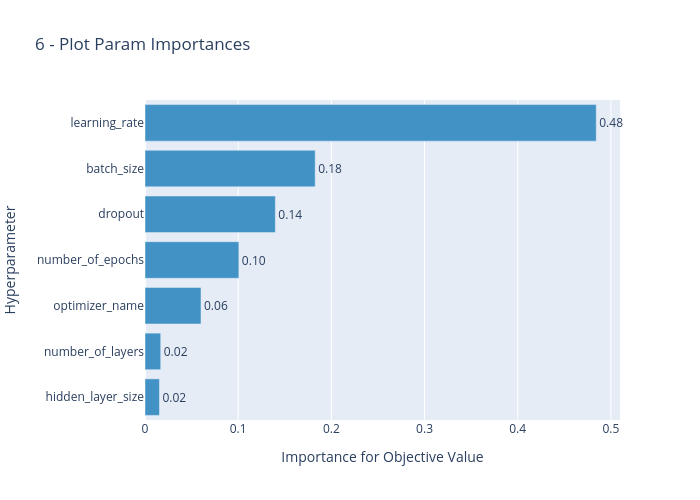 6 - Plot Param Importances
learning_rate
0.48
batch_size
0.18
dropout
0.14
number_of_epochs
0.10
optimizer_name
0.06
number_of_layers
0.02
hidden_layer_size
0.02
0 0.1 0.2 0.3 0.4 0.5
Importance for Objective Value
Hyperparameter